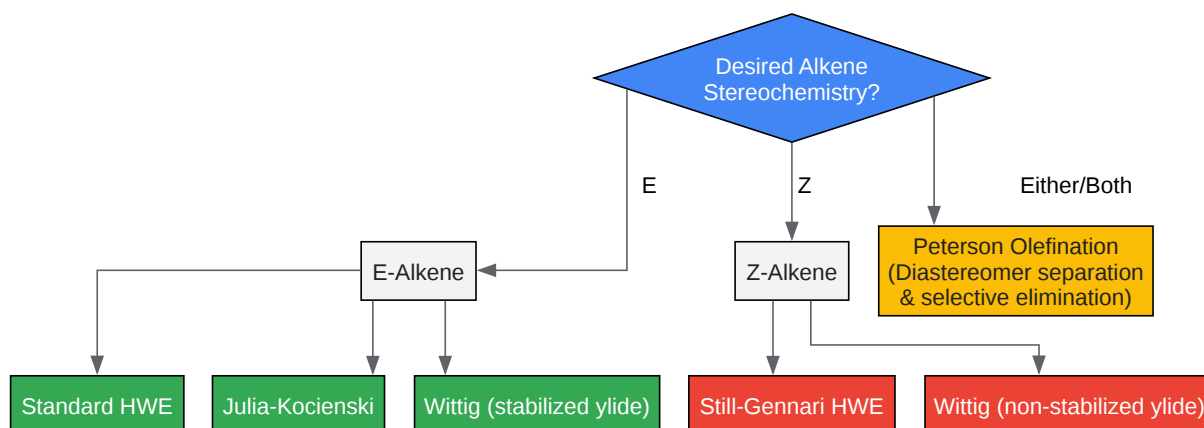 Desired Alkene
Stereochemistry?
E
Z
Either/Both
E-Alkene
Z-Alkene
Peterson Olefination
(Diastereomer separation
& selective elimination)
Standard HWE
Julia-Kocienski
Wittig (stabilized ylide)
Still-Gennari HWE
Wittig (non-stabilized ylide)